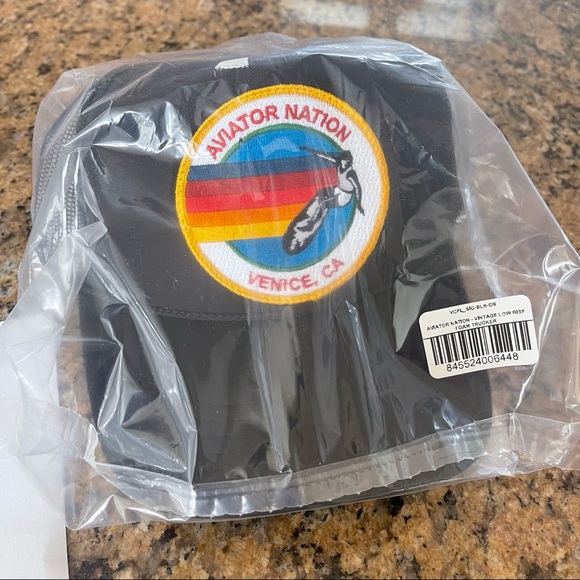 AVIATOR NATION
VENICE, CA
AVIATOR NATION - VINTAGE LOW RISE
FOAM TRUCKER
845524006448